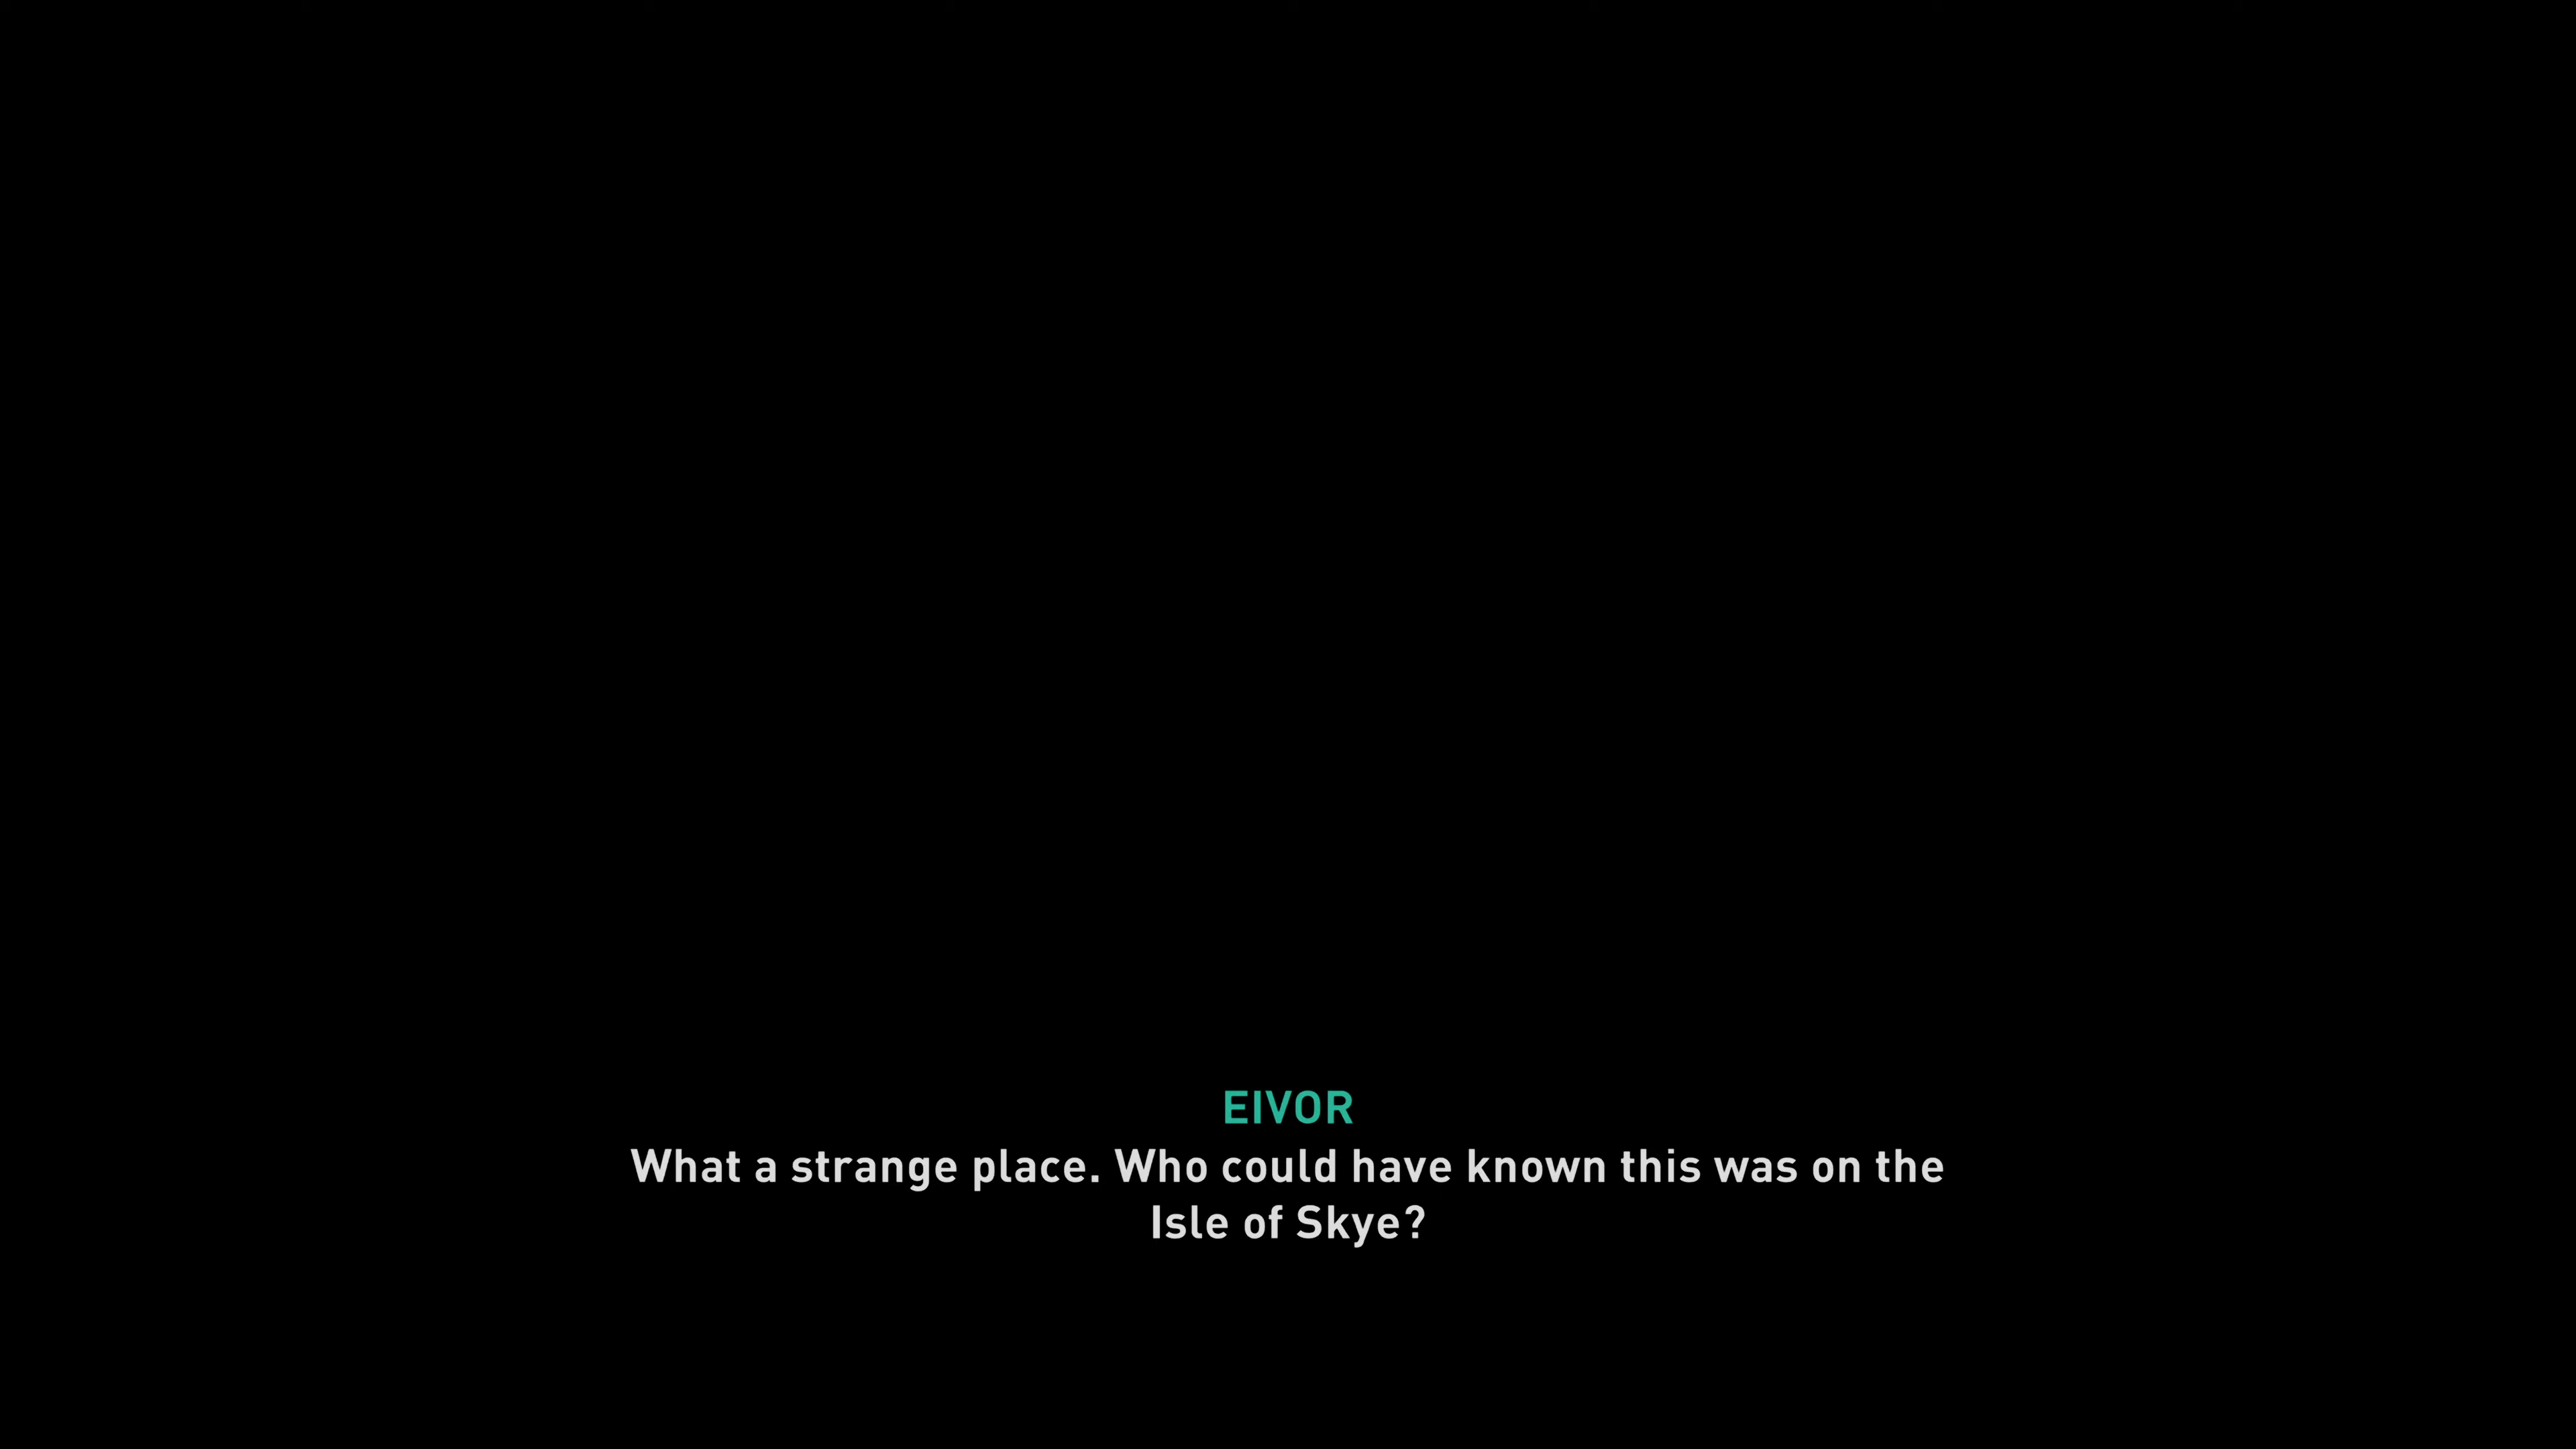 EIVOR
What a strange place. Who could have known this was on the
Isle of Skye?